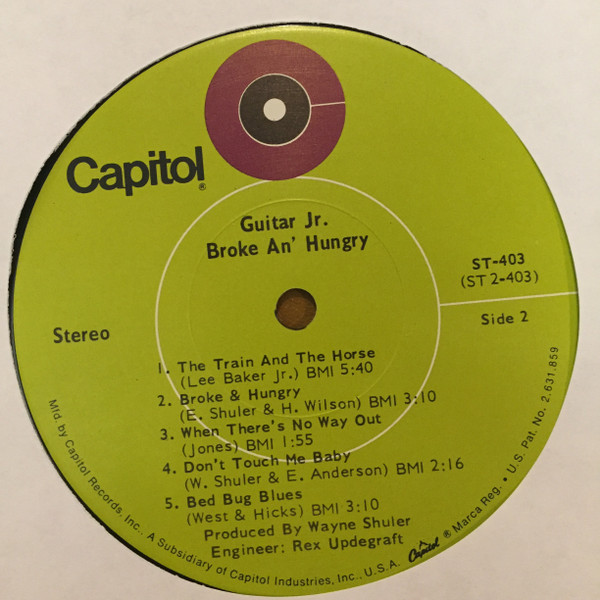 Capitol®
Guitar Jr.
Broke An' Hungry
ST-403
(ST 2-403)
Stereo
Side 2
1. The Train And The Horse
(Lee Baker Jr.) BMI 5:40
2. Broke & Hungry
(E. Shuler & H. Wilson) BMI 3:10
3. When There's No Way Out
(Jones) BMI 1:55
4. Don't Touch Me Baby
(W. Shuler & E. Anderson) BMI 2:16
5. Bed Bug Blues
(West & Hicks) BMI 3:10
Produced By Wayne Shuler
Engineer: Rex Updegraft
Mfd. by Capitol Records, Inc. A Subsidiary of Capitol Industries, Inc., U.S.A. Capitol ® Marca Reg. • U.S. Pat. No. 2,631,859